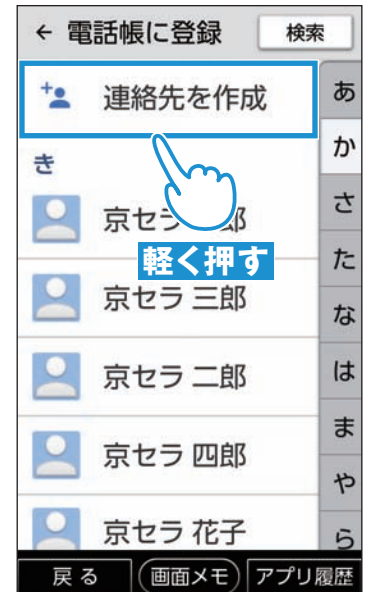 ← 電話帳に登録 検索
連絡先を作成
き
京セラ 郎
軽く押す
京セラ 三郎
京セラ 二郎
京セラ 四郎
京セラ 花子
あ
か
さ
た
な
は
ま
や
ら
戻る 画面メモ アプリ履歴